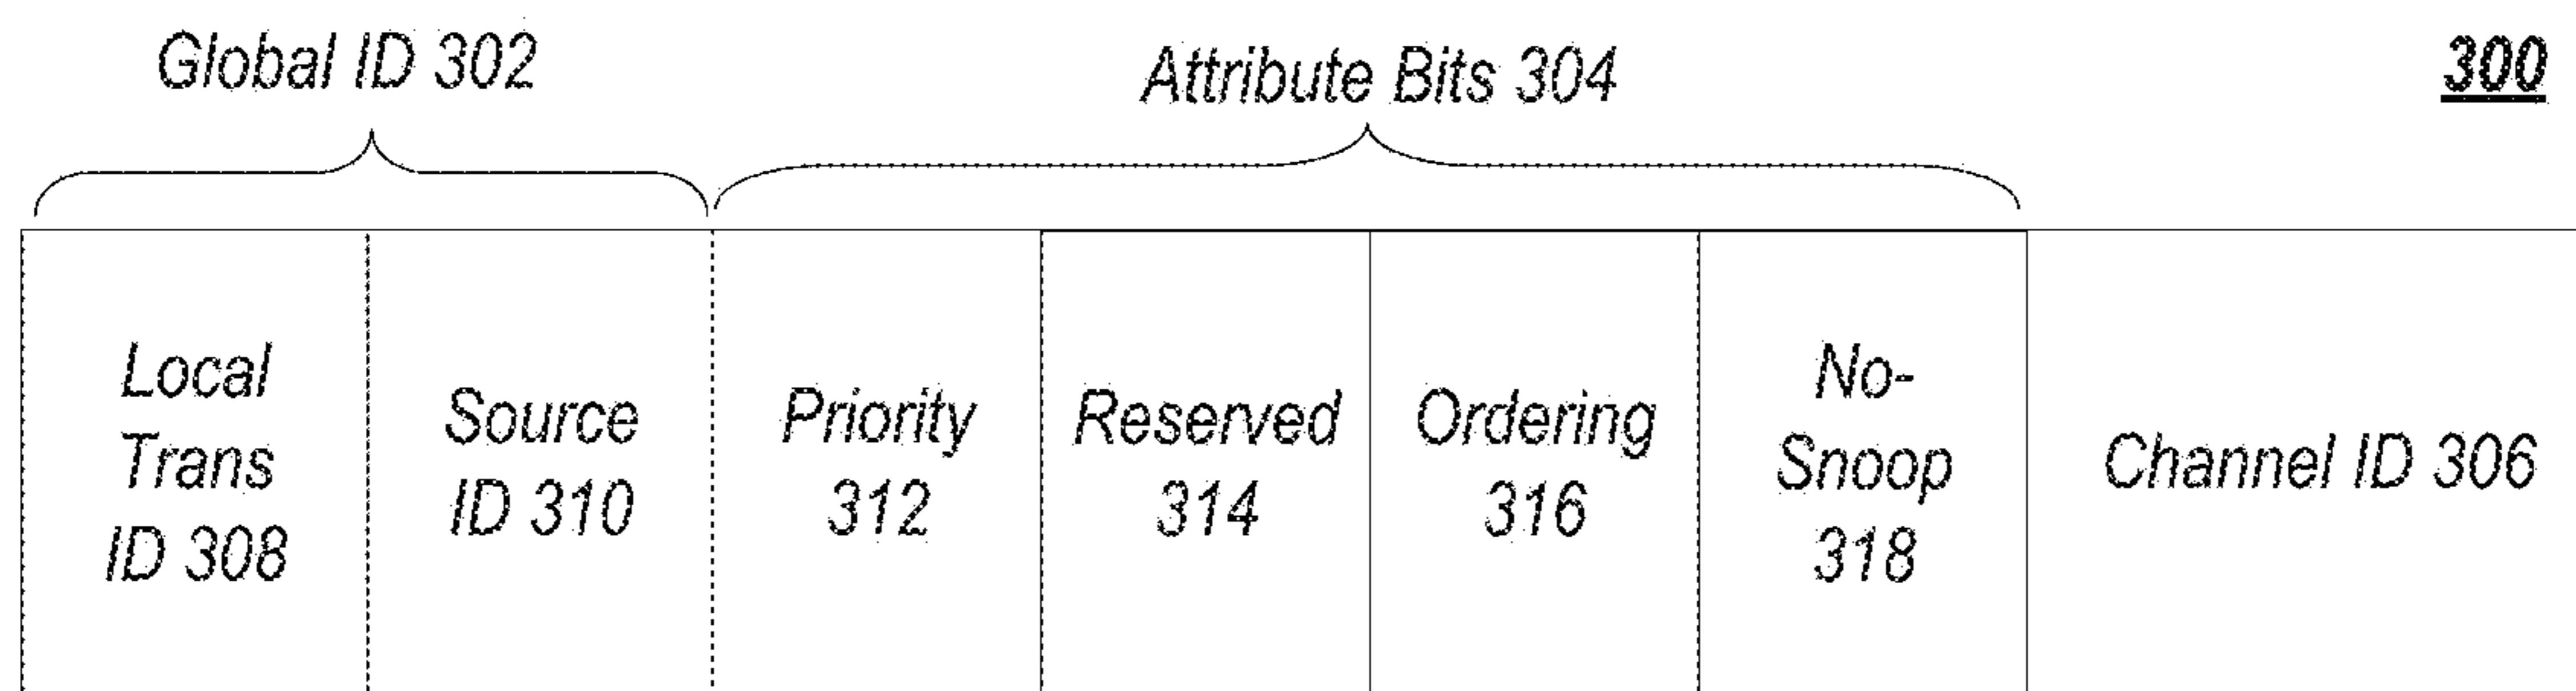 Global ID 302
Attribute Bits 304
300
Local
Trans
ID 308
Source
ID 310
Priority
312
Reserved
314
Ordering
316
No-
Snoop
318
Channel ID 306